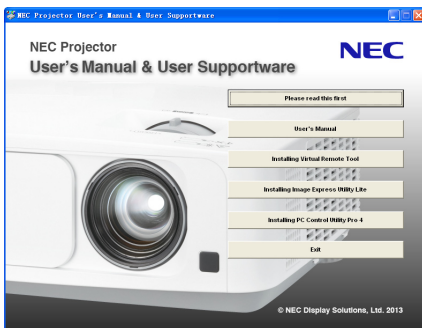 NEC Projector User's Manual & User Supportware
NEC Projector
NEC
User's Manual & User Supportware
Please read this first
User's Manual
Installing Virtual Remote Tool
Installing Image Express Utility Lite
Installing PC Control Utility Pro 4
Exit
© NEC Display Solutions, Ltd. 2013